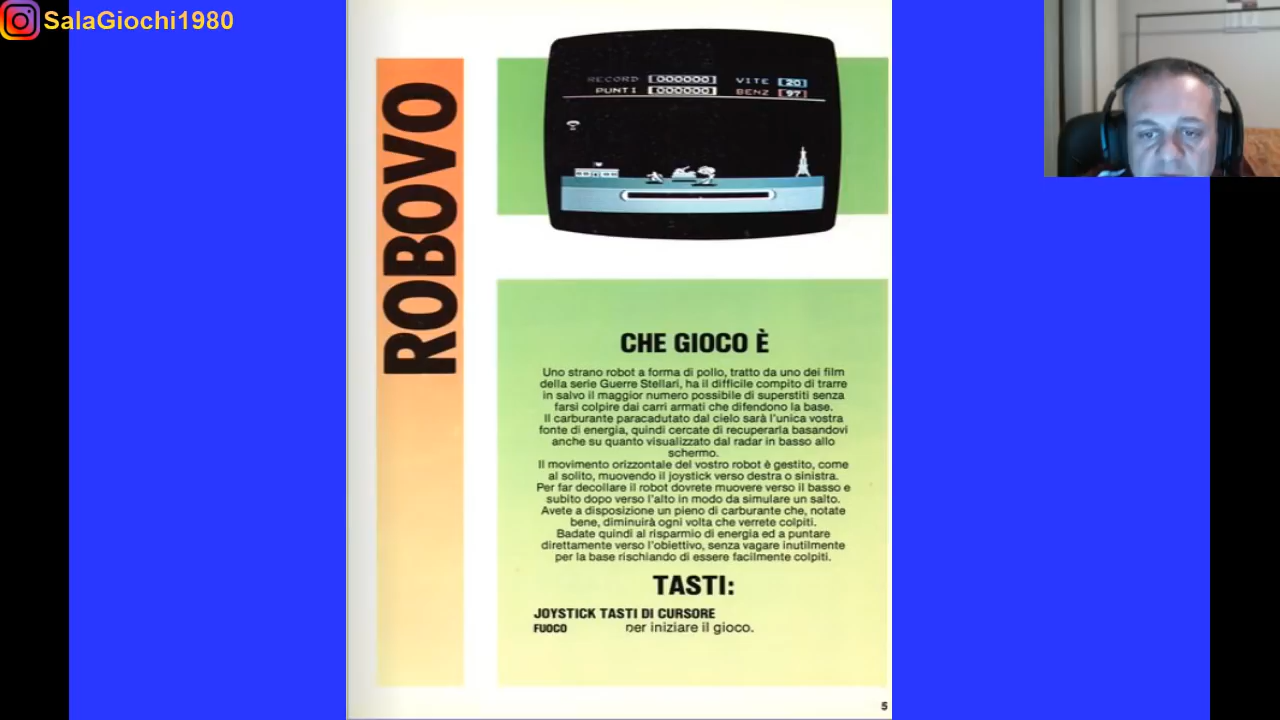 SalaGiochi1980
ROBOVO
RECORD [000000] VITE [20]
PUNTI [000000] BENZ [97]
CHE GIOCO È
Uno strano robot a forma di pollo, tratto da uno dei film
della serie Guerre Stellari, ha il difficile compito di trarre
in salvo il maggior numero possibile di superstiti senza
farsi colpire dai carri armati che difendono la base.
Il carburante paracadutato dal cielo sarà l'unica vostra
fonte di energia, quindi cercate di recuperarla basandovi
anche su quanto visualizzato dal radar in basso allo
schermo.
Il movimento orizzontale del vostro robot è gestito, come
al solito, muovendo il joystick verso destra o sinistra.
Per far decollare il robot dovrete muovere verso il basso e
subito dopo verso l'alto in modo da simulare un salto.
Avete a disposizione un pieno di carburante che, notate
bene, diminuirà ogni volta che verrete colpiti.
Badate quindi al risparmio di energia ed a puntare
direttamente verso l'obiettivo, senza vagare inutilmente
per la base rischiando di essere facilmente colpiti.
TASTI:
JOYSTICK TASTI DI CURSORE
FUOCO per iniziare il gioco.
5